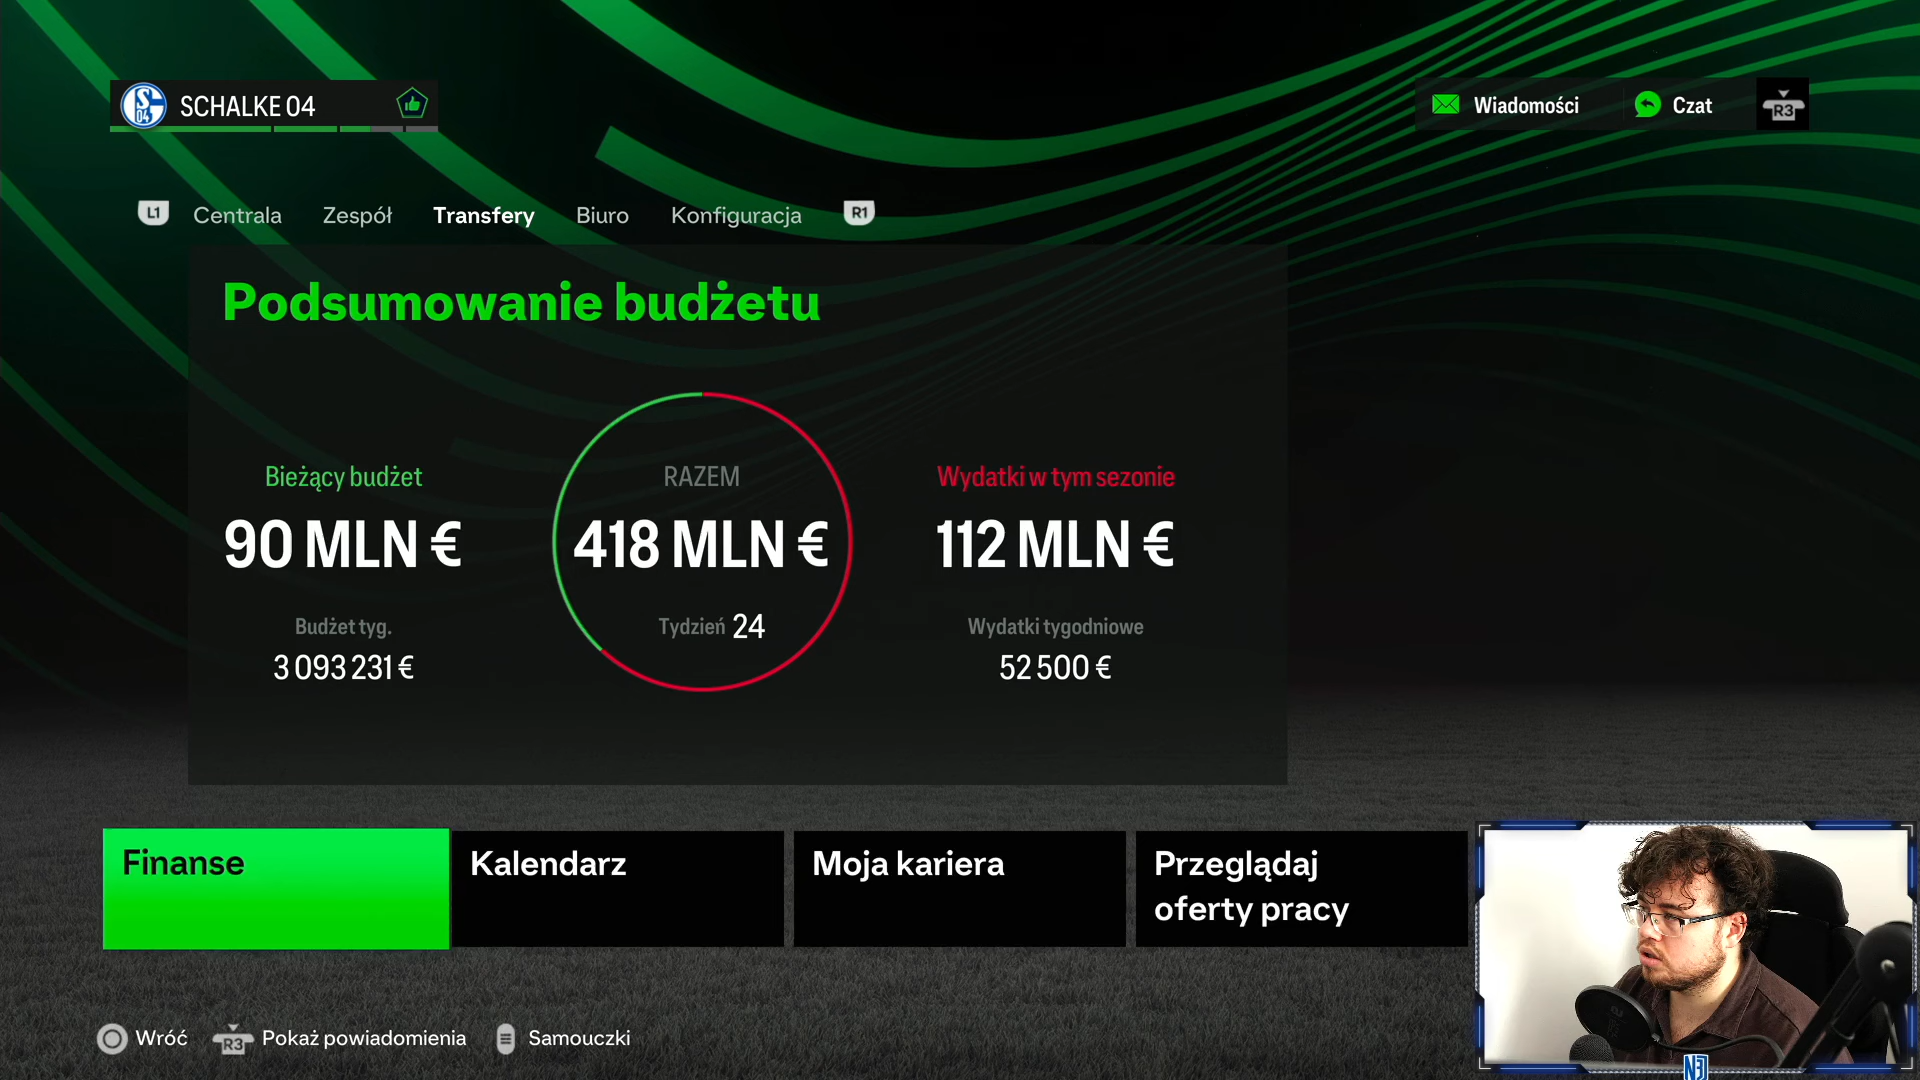 SCHALKE 04
Wiadomości
Czat
R3
L1
Centrala
Zespół
Transfery
Biuro
Konfiguracja
R1
Podsumowanie budżetu
Bieżący budżet
90 MLN €
Budżet tyg.
3 093 231 €
RAZEM
418 MLN €
Tydzień 24
Wydatki w tym sezonie
112 MLN €
Wydatki tygodniowe
52 500 €
Finanse
Kalendarz
Moja kariera
Przeglądaj
oferty pracy
Wróć
R3 Pokaż powiadomienia
Samouczki